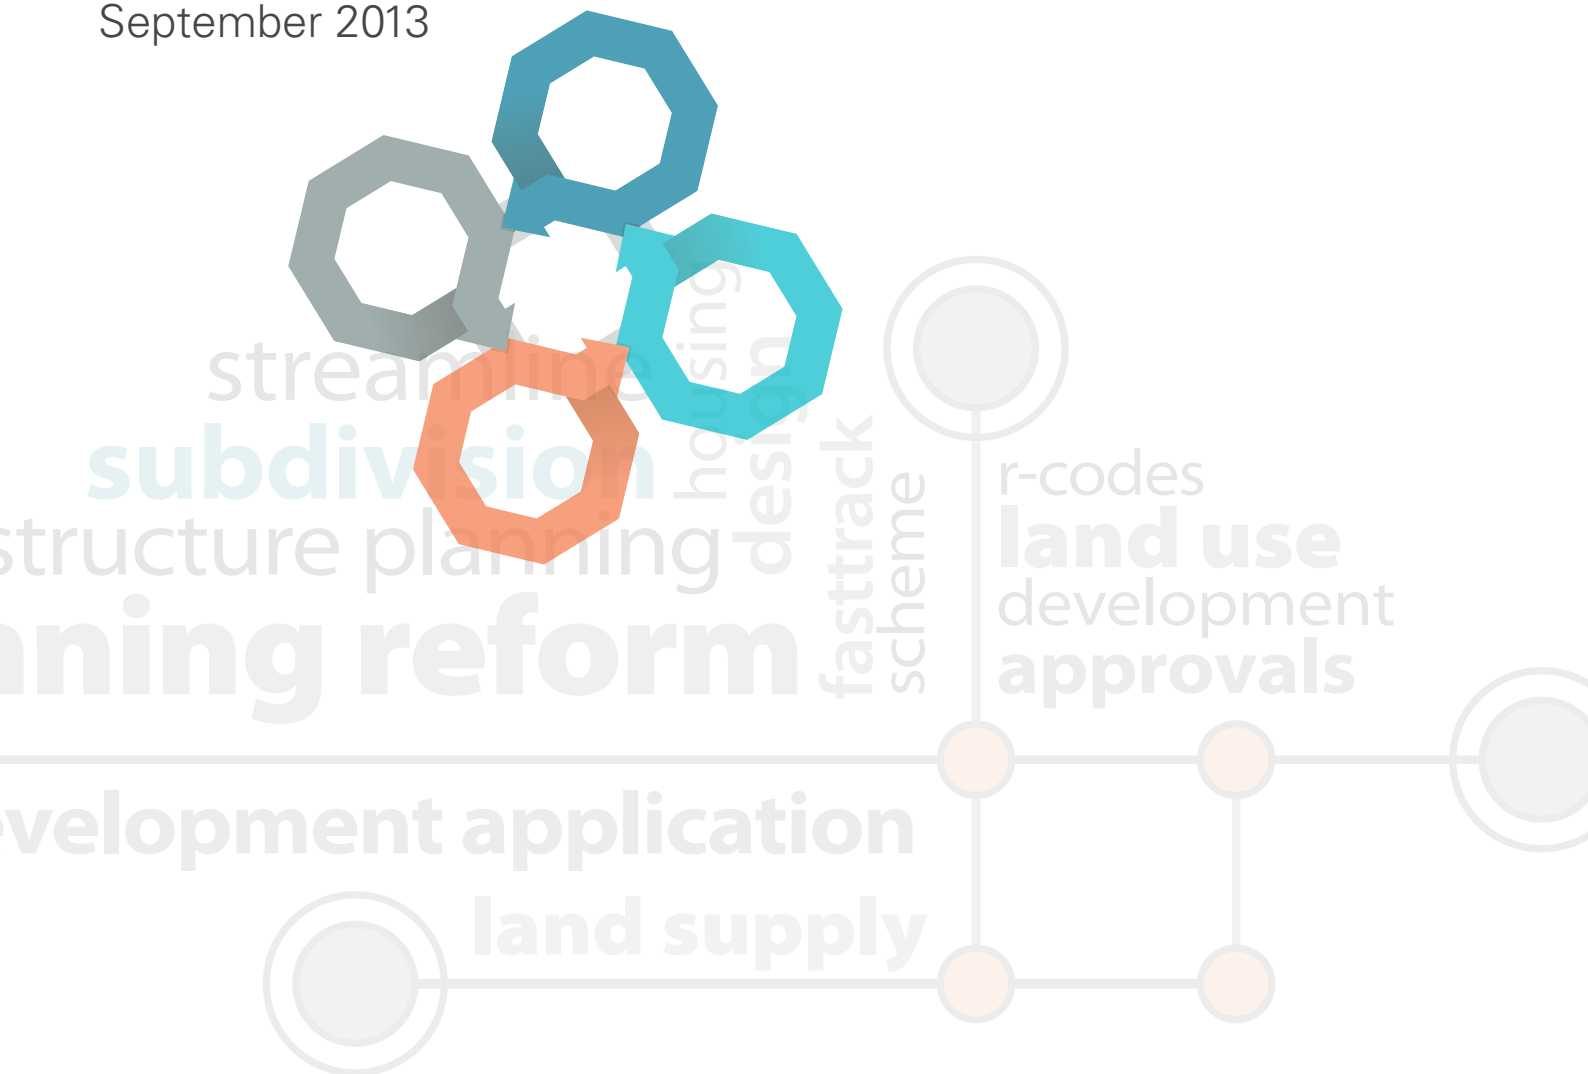 September 2013
streamline
housing
subdivision
design
structure planning
fasttrack
scheme
r-codes
land use
development
approvals
nning reform
evelopment application
land supply